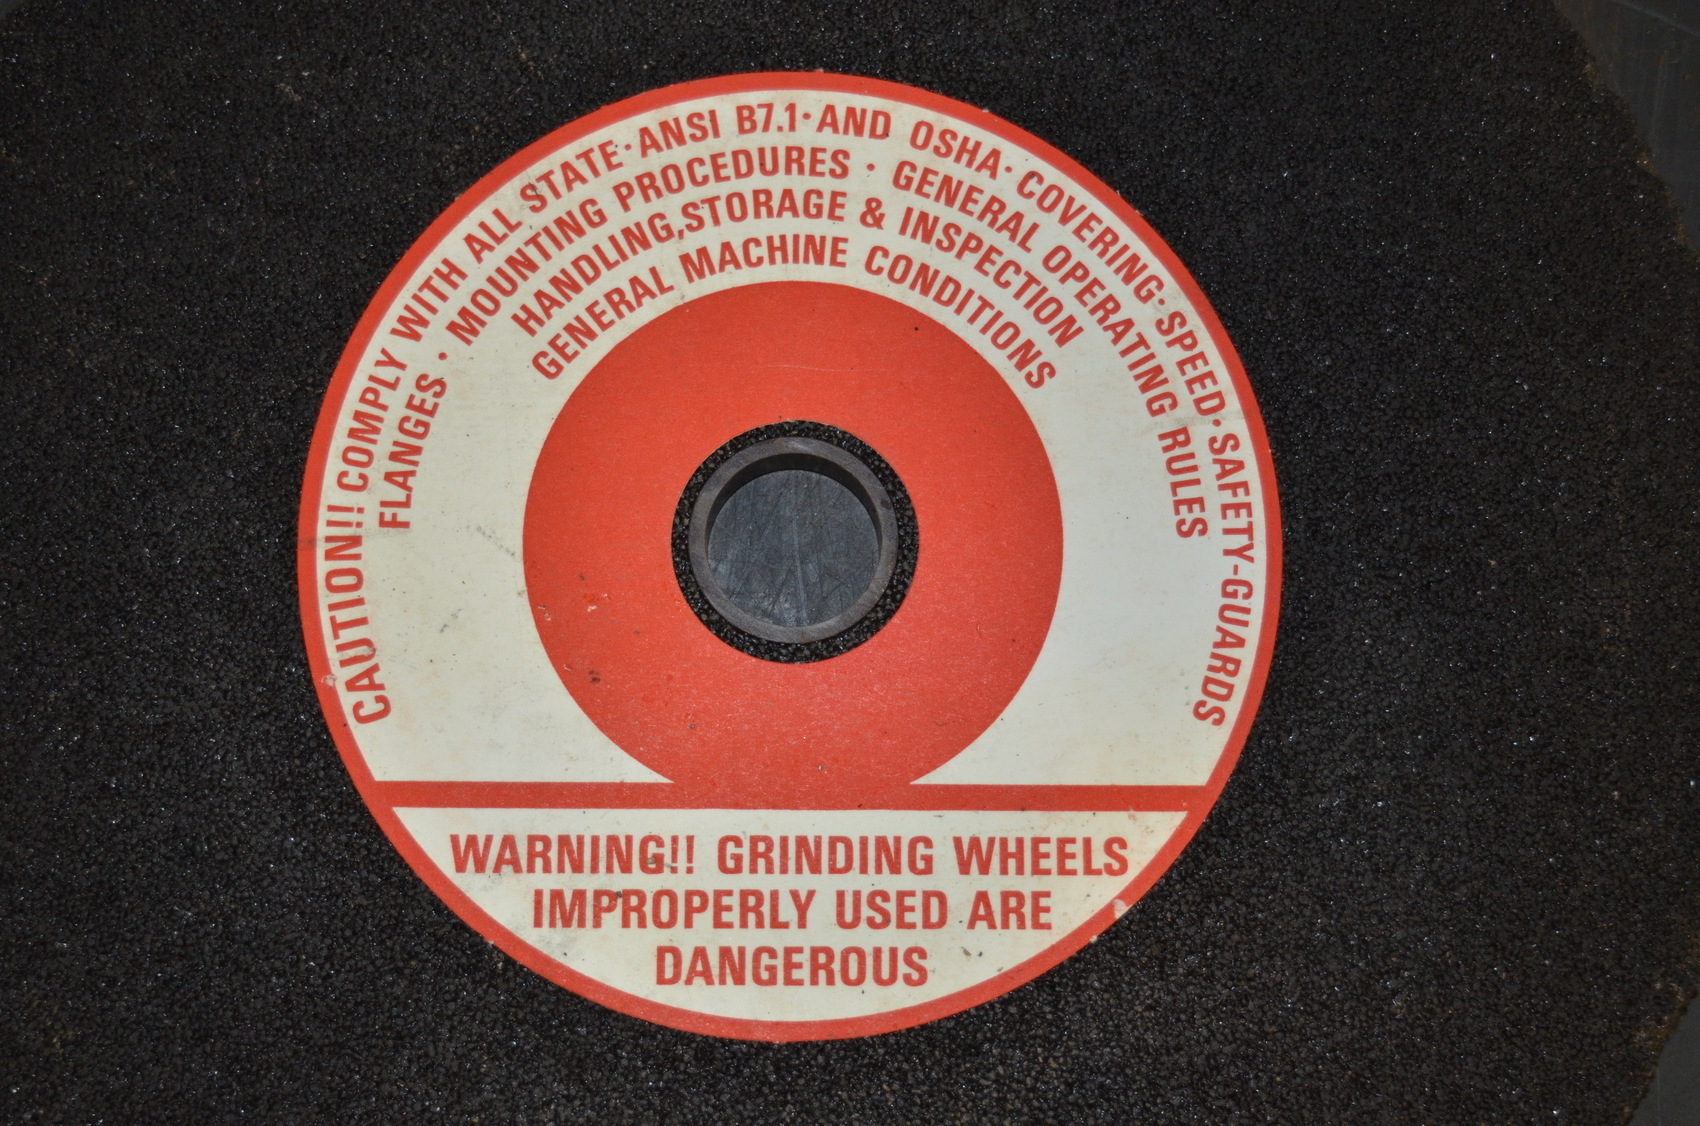 CAUTION!! COMPLY WITH ALL STATE·ANSI B7.1·AND OSHA·COVERING·SPEED·SAFETY-GUARDS
FLANGES · MOUNTING PROCEDURES · GENERAL OPERATING RULES
HANDLING,STORAGE & INSPECTION
GENERAL MACHINE CONDITIONS
WARNING!! GRINDING WHEELS
IMPROPERLY USED ARE
DANGEROUS